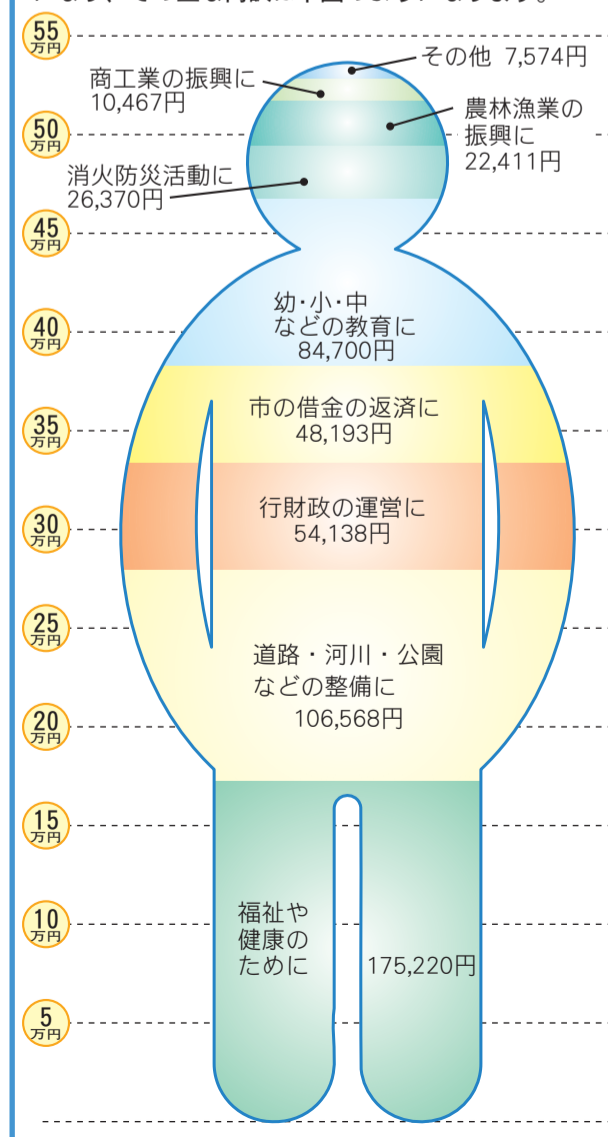 55
万円
その他 7,574円
商工業の振興に
10,467円
農林漁業の
振興に
22,411円
50
万円
消火防災活動に
26,370円
45
万円
幼・小・中
などの教育に
84,700円
40
万円
市の借金の返済に
48,193円
35
万円
行財政の運営に
54,138円
30
万円
25
万円
道路・河川・公園
などの整備に
106,568円
20
万円
15
万円
福祉や
健康の
ために
175,220円
10
万円
5
万円